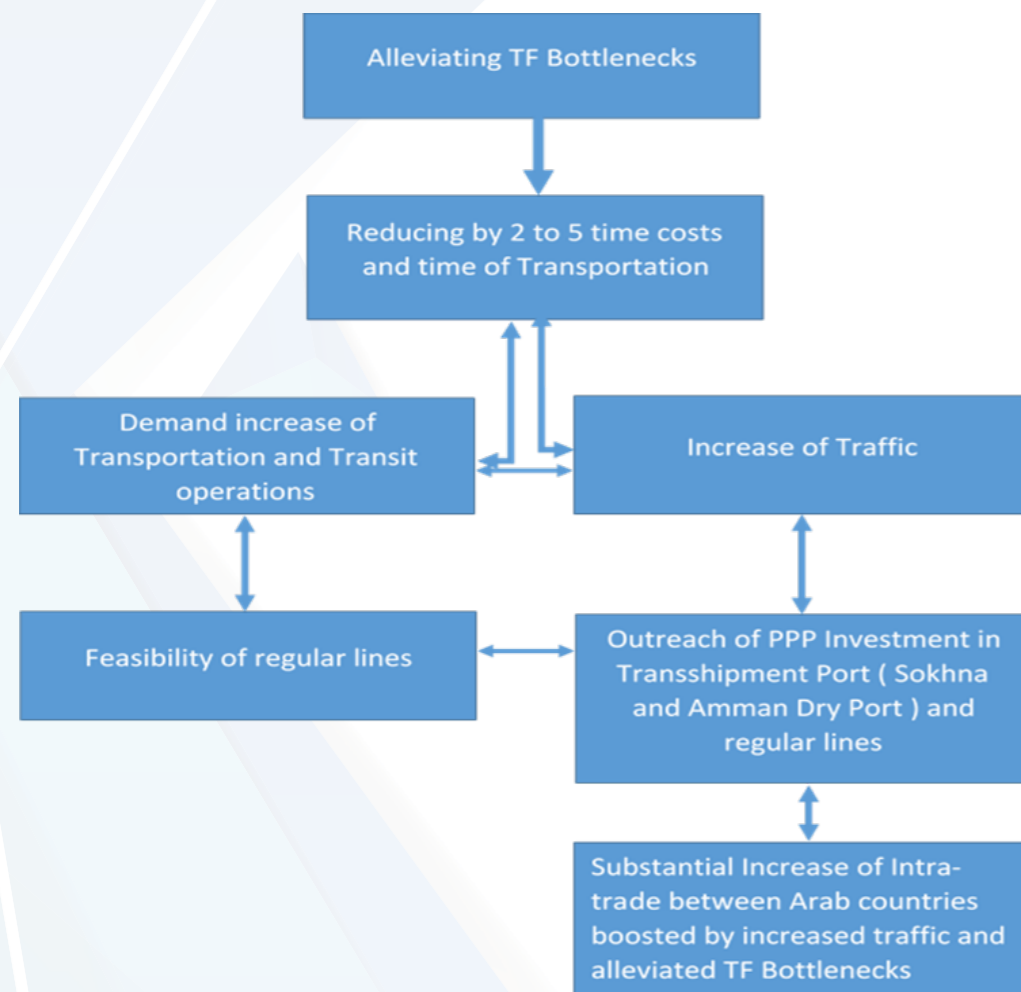 Alleviating TF Bottlenecks
Reducing by 2 to 5 time costs
and time of Transportation
Demand increase of
Transportation and Transit
operations
Increase of Traffic
Feasibility of regular lines
Outreach of PPP Investment in
Transshipment Port ( Sokhna
and Amman Dry Port ) and
regular lines
Substantial Increase of Intra-
trade between Arab countries
boosted by increased traffic and
alleviated TF Bottlenecks